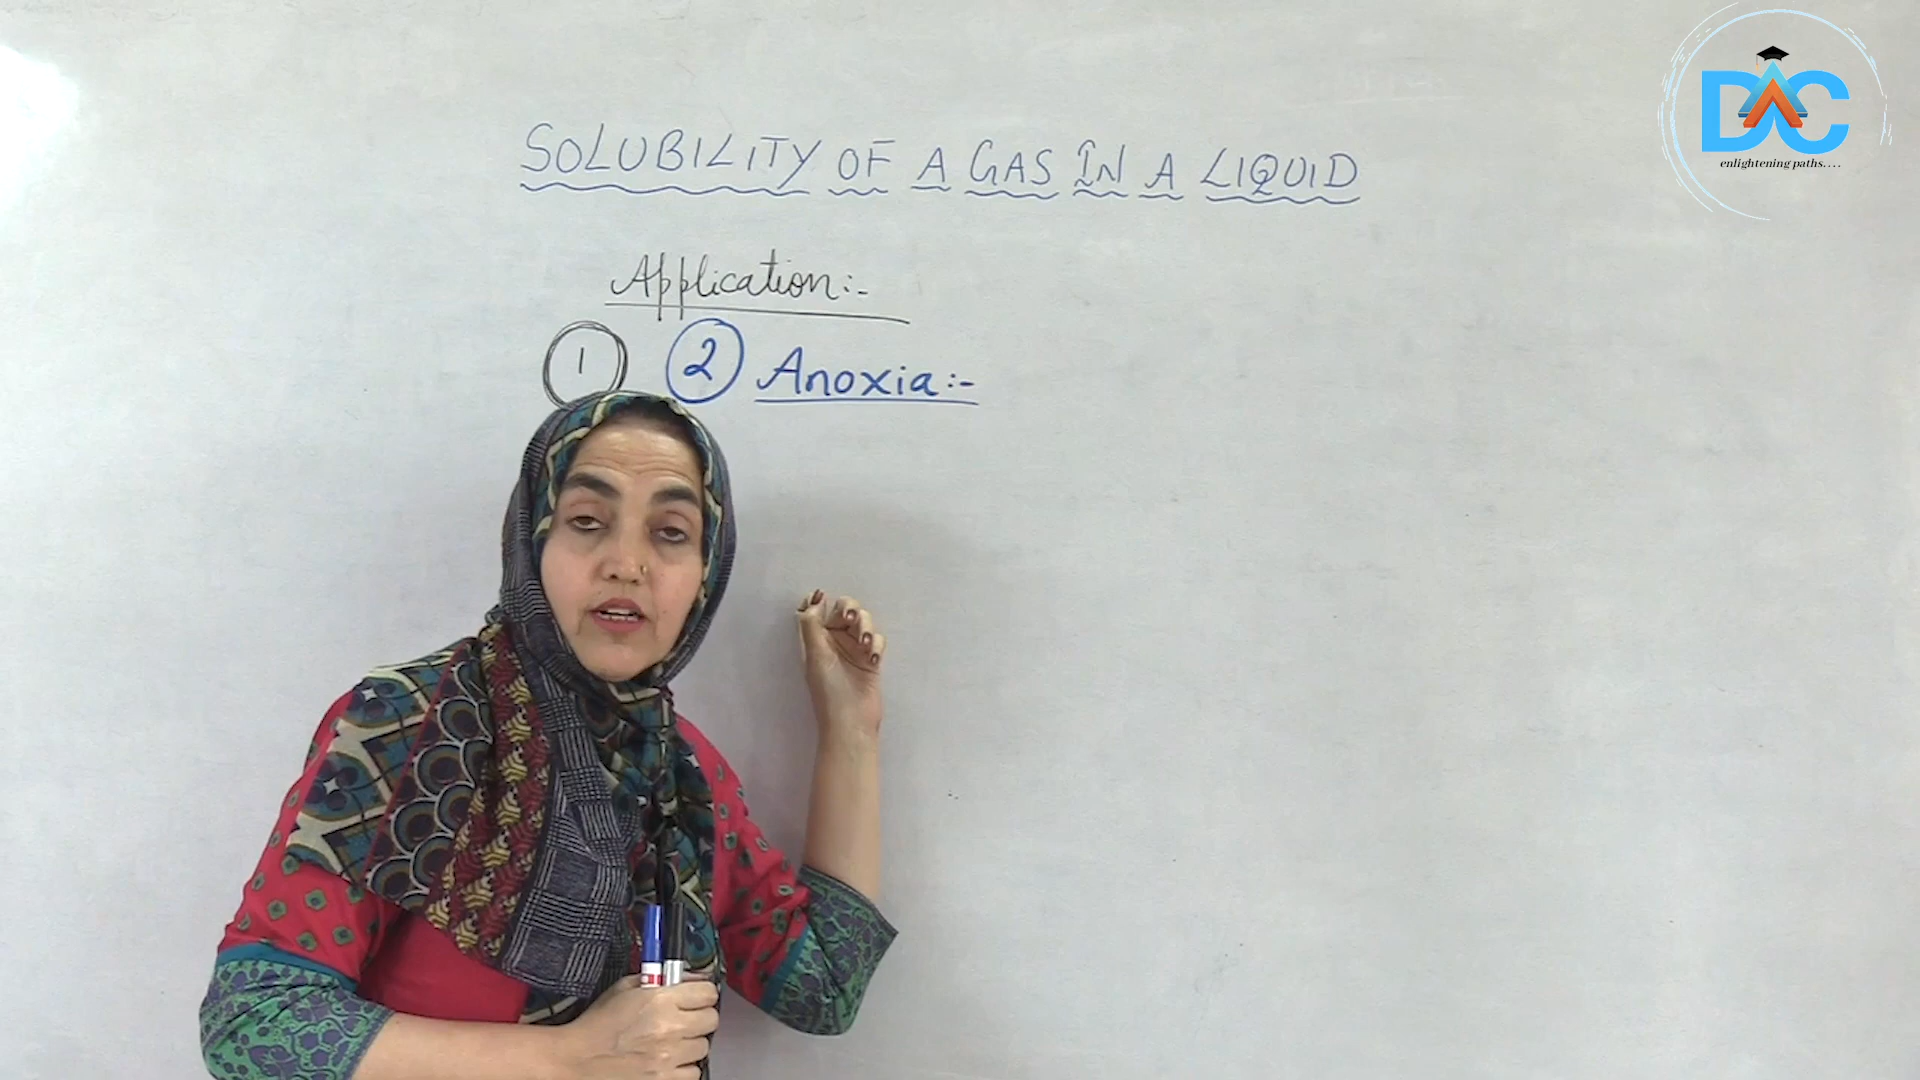 SOLUBILITY OF A GAS IN A LIQUID
Application:-
1 2 Anoxia:-
DAC
enlightening paths....